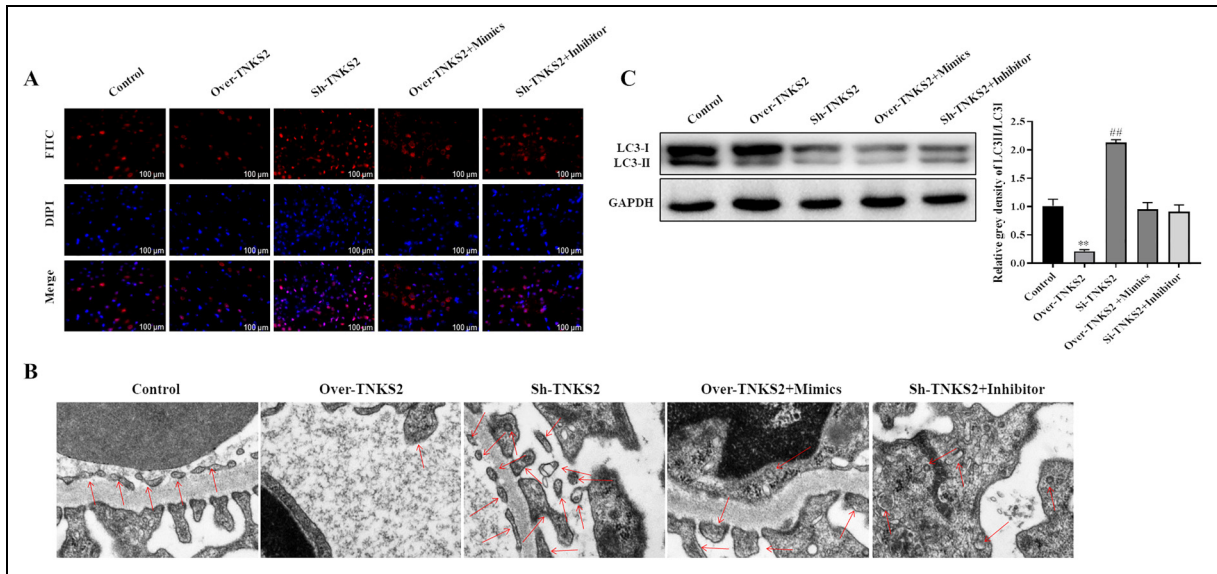 A
Control
Over-TNKS2
Sh-TNKS2
Over-TNKS2+Mimics
Sh-TNKS2+Inhibitor
FITC
100 μm
100 μm
100 μm
100 μm
100 μm
DIPI
100 μm
100 μm
100 μm
100 μm
100 μm
Merge
100 μm
100 μm
100 μm
100 μm
100 μm
C
Control
Over-TNKS2
Sh-TNKS2
Over-TNKS2+Mimics
Sh-TNKS2+Inhibitor
LC3-I
LC3-II
GAPDH
Relative grey density of LC3II/LC3I
2.5
2.0
1.5
1.0
0.5
0.0
**
##
Control
Over-TNKS2
Si-TNKS2
Over-TNKS2+Mimics
Si-TNKS2+Inhibitor
B
Control
Over-TNKS2
Sh-TNKS2
Over-TNKS2+Mimics
Sh-TNKS2+Inhibitor